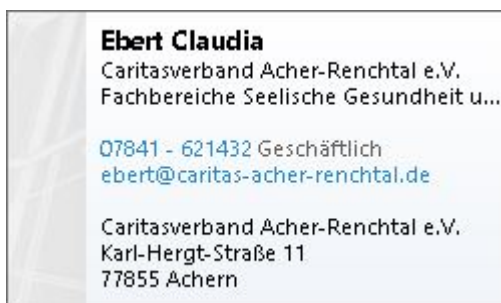 Ebert Claudia
Caritasverband Acher-Renchtal e.V.
Fachbereiche Seelische Gesundheit u...
07841 - 621432 Geschäftlich
ebert@caritas-acher-renchtal.de
Caritasverband Acher-Renchtal e.V.
Karl-Hergt-Straße 11
77855 Achern